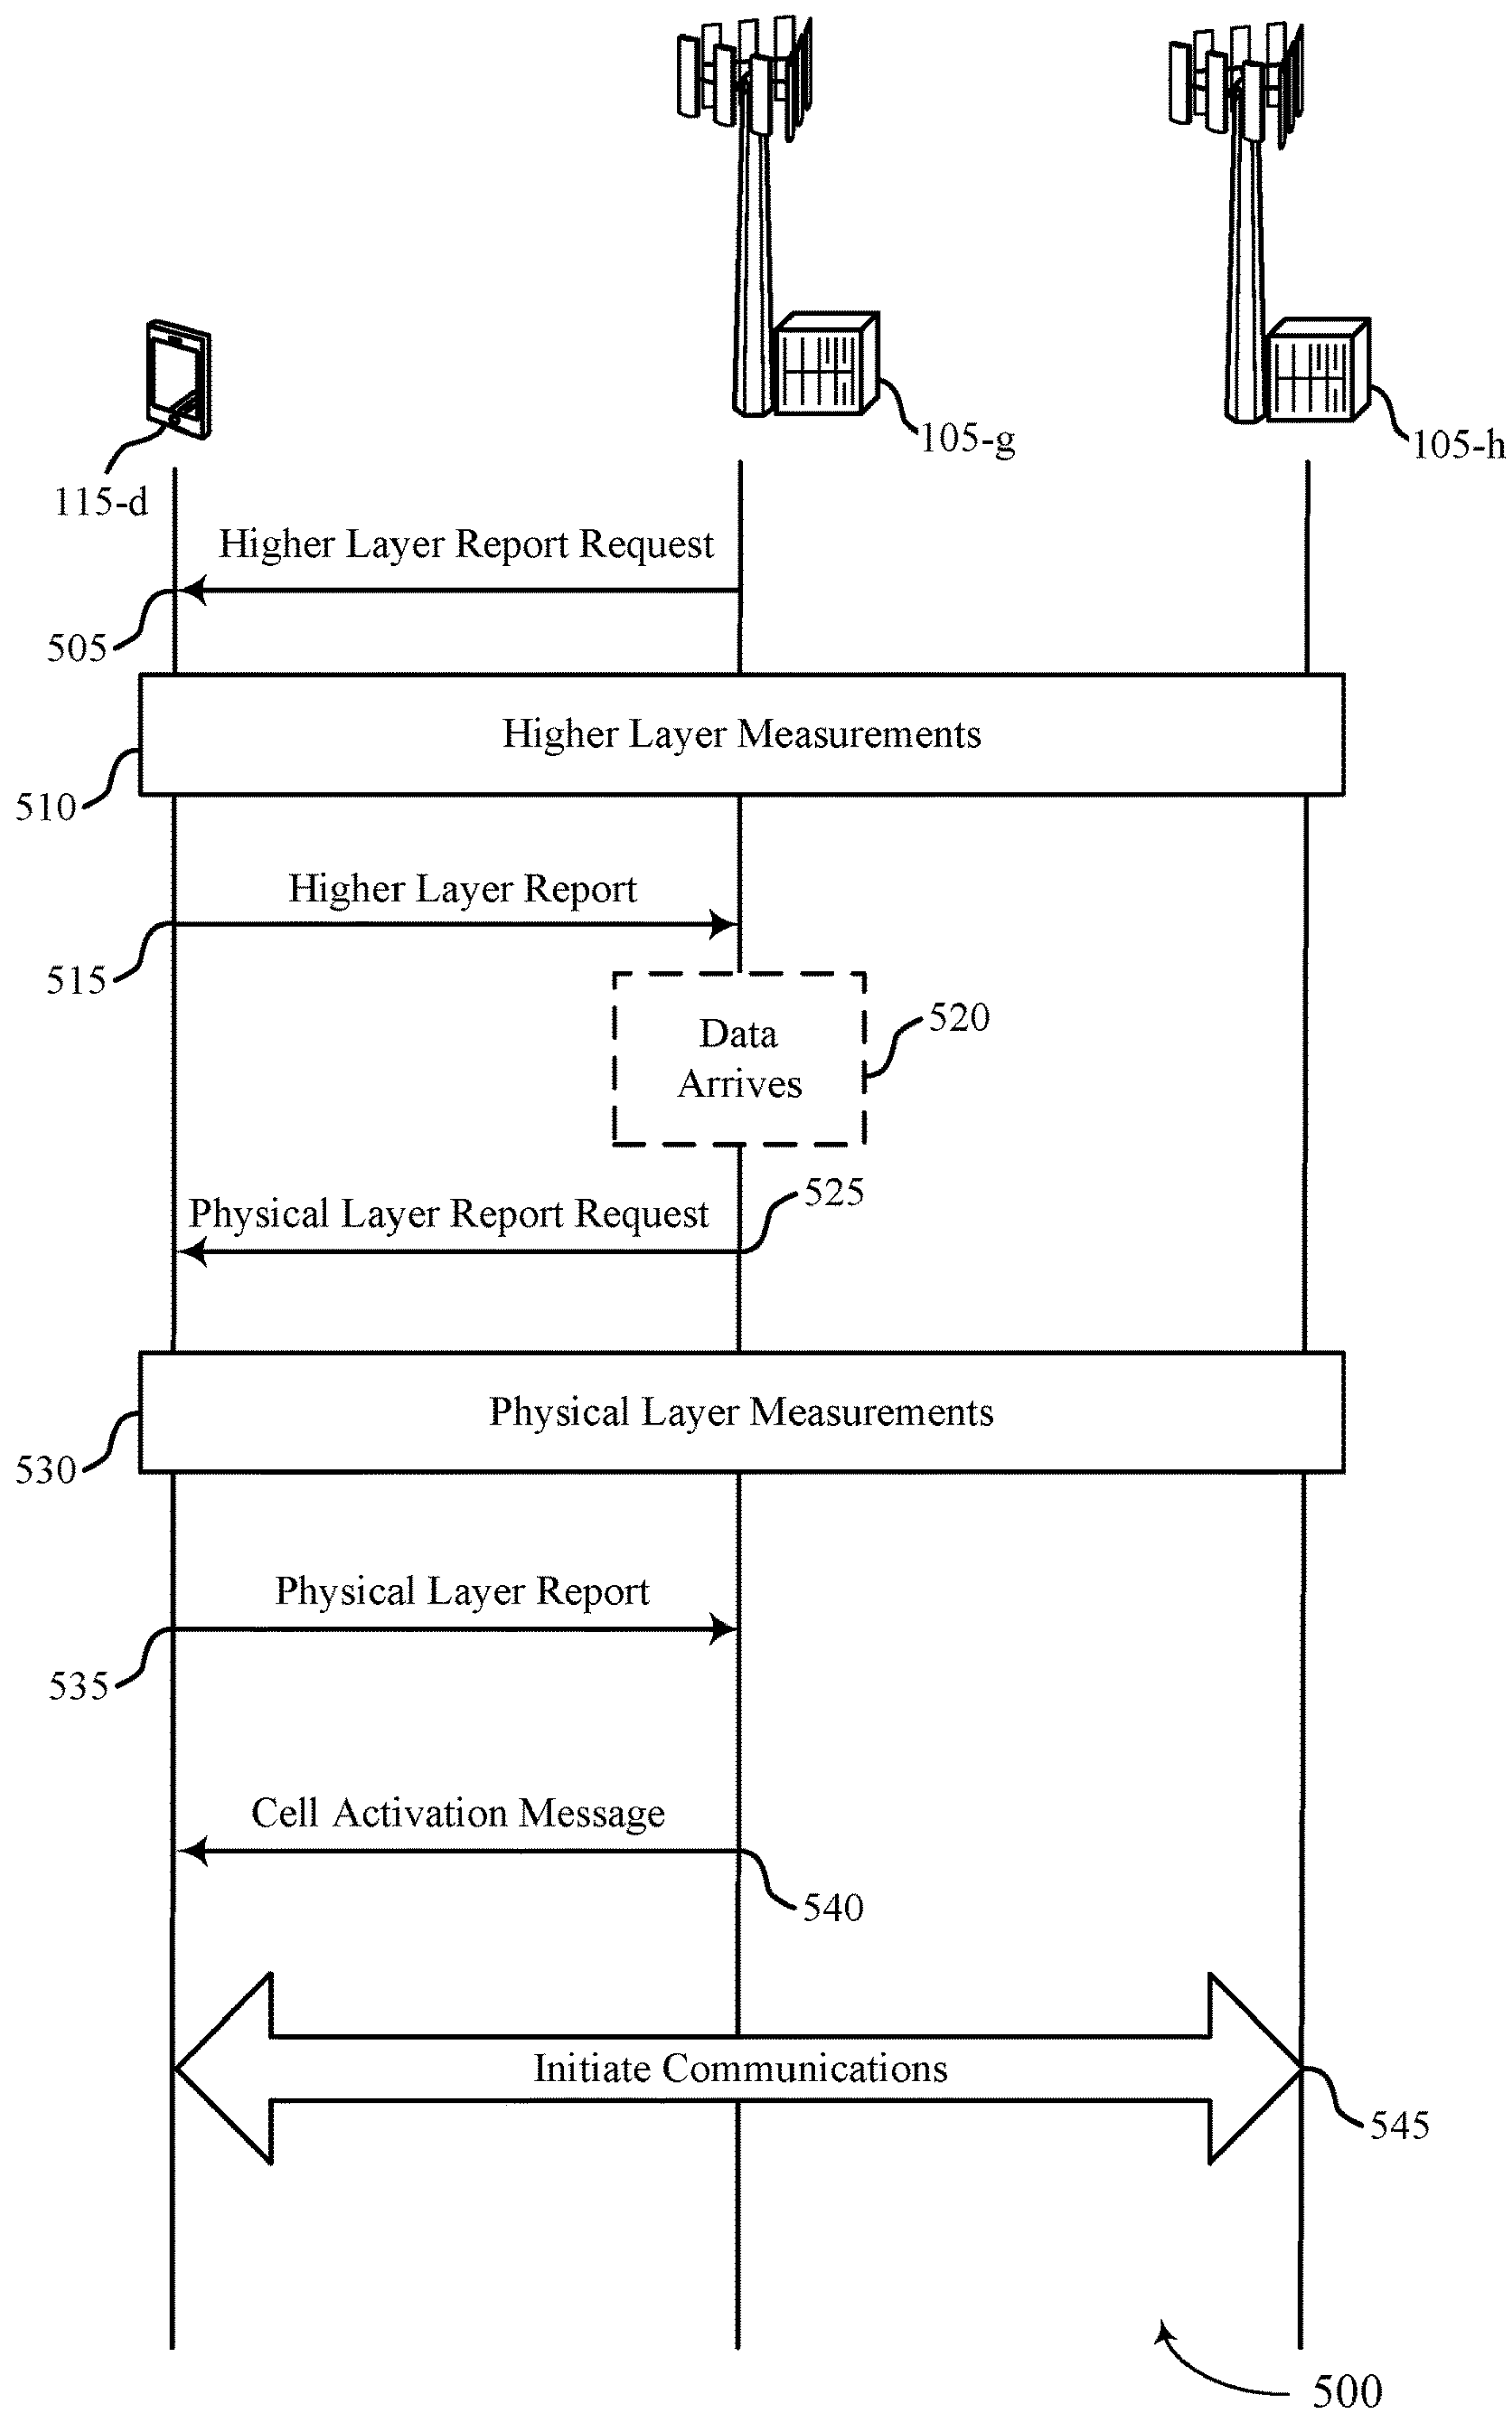 105-g
105-h
115-d
Higher Layer Report Request
505
Higher Layer Measurements
510
Higher Layer Report
515
520
Data
Arrives
525
Physical Layer Report Request
Physical Layer Measurements
530
Physical Layer Report
535
Cell Activation Message
540
Initiate Communications
545
500